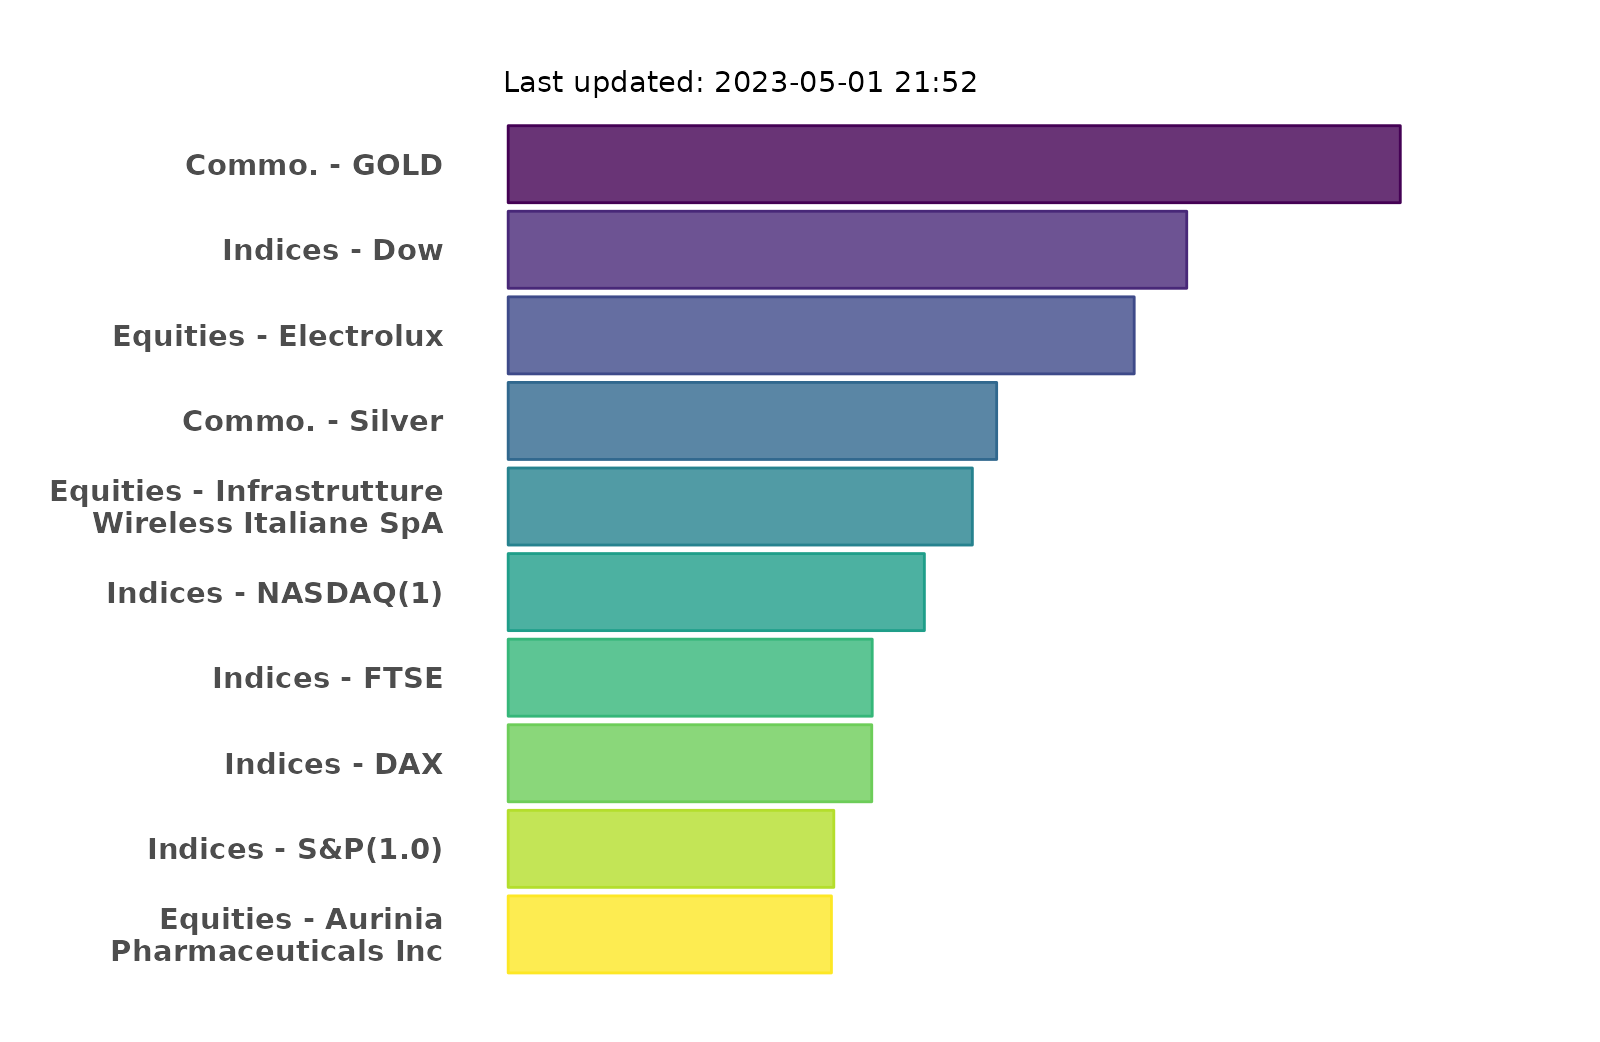 Last updated: 2023-05-01 21:52
Commo. - GOLD
Indices - Dow
Equities - Electrolux
Commo. - Silver
Equities - Infrastrutture
Wireless Italiane SpA
Indices - NASDAQ(1)
Indices - FTSE
Indices - DAX
Indices - S&P(1.0)
Equities - Aurinia
Pharmaceuticals Inc